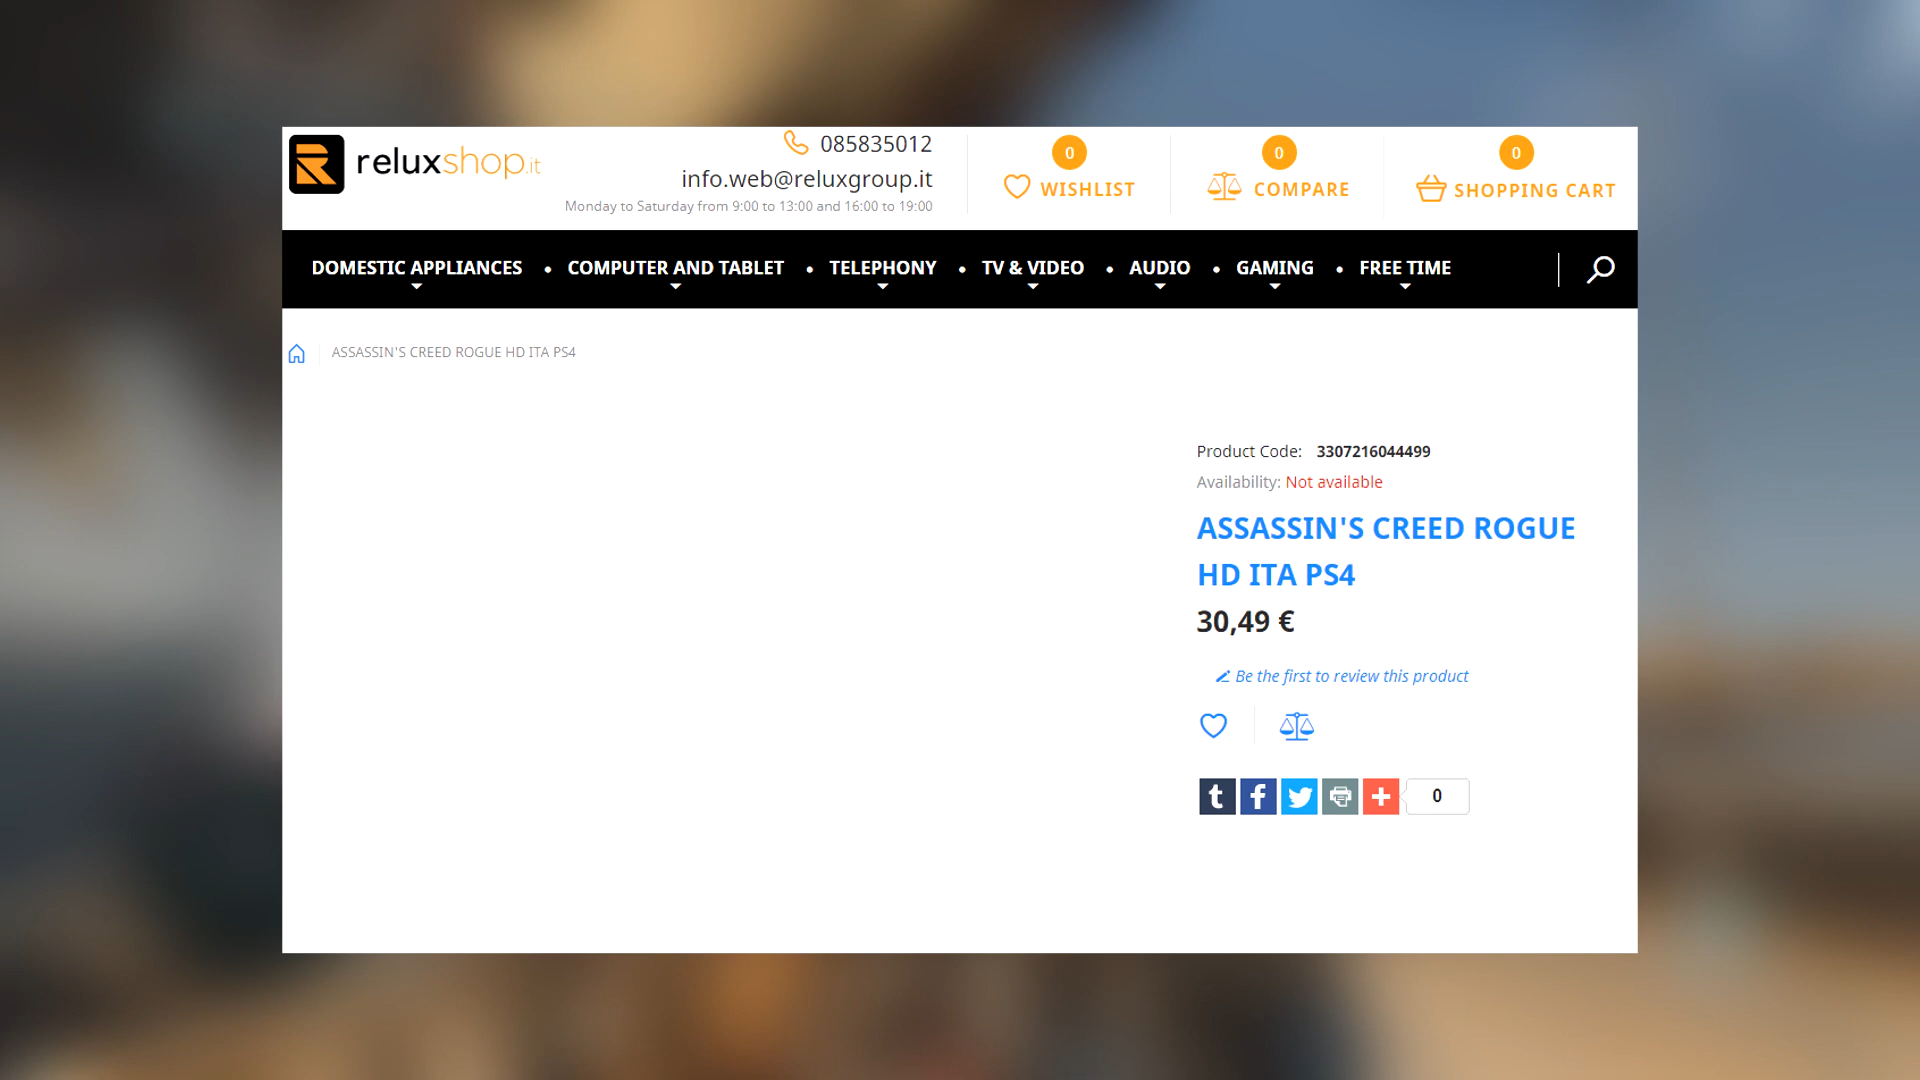 reluxshop.it
085835012
info.web@reluxgroup.it
Monday to Saturday from 9:00 to 13:00 and 16:00 to 19:00
0
WISHLIST
0
COMPARE
0
SHOPPING CART
DOMESTIC APPLIANCES • COMPUTER AND TABLET • TELEPHONY • TV & VIDEO • AUDIO • GAMING • FREE TIME
ASSASSIN'S CREED ROGUE HD ITA PS4
Product Code: 3307216044499
Availability: Not available
ASSASSIN'S CREED ROGUE
HD ITA PS4
30,49 €
Be the first to review this product
0